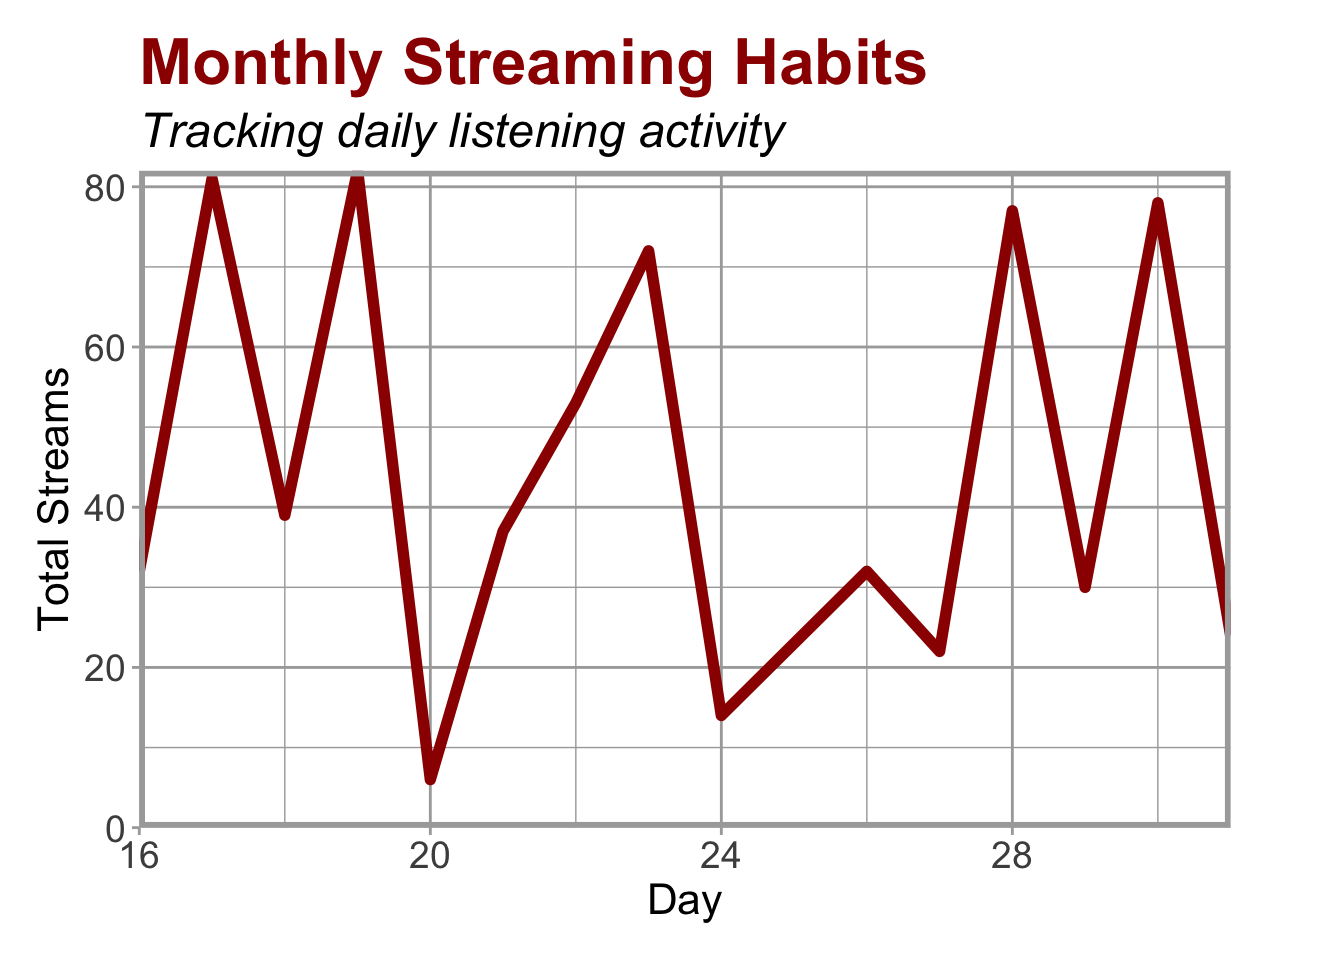 Monthly Streaming Habits
Tracking daily listening activity
80
60
40
20
0
Total Streams
16 20 24 28
Day